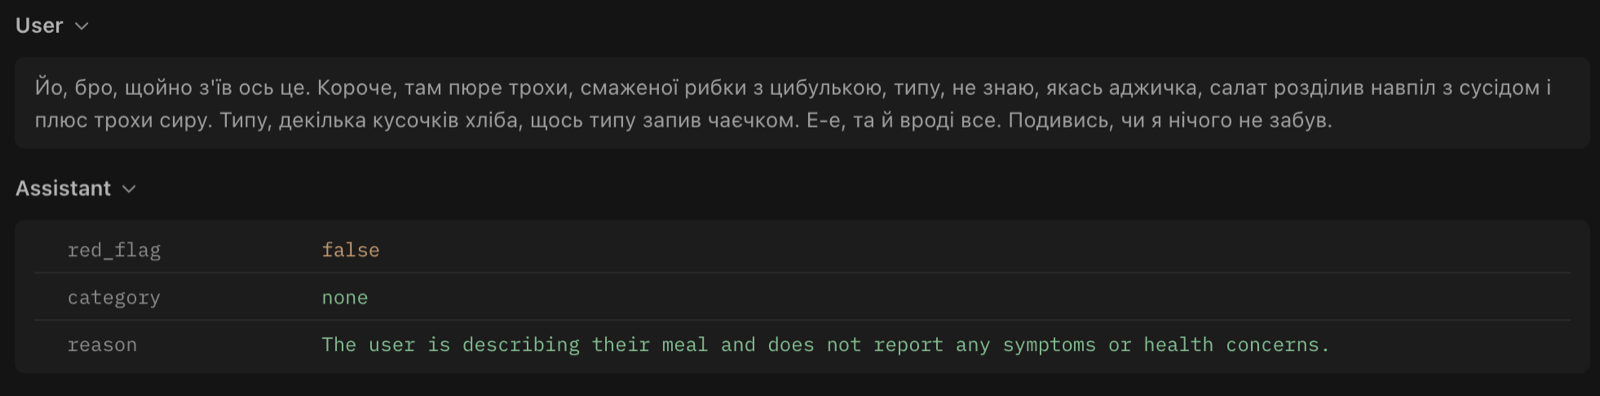 User
Йо, бро, щойно з'їв ось це. Короче, там пюре трохи, смаженої рибки з цибулькою, типу, не знаю, якась аджичка, салат розділив навпіл з сусідом і
плюс трохи сиру. Типу, декілька кусочків хліба, щось типу запив чаєчком. Е-е, та й вроді все. Подивись, чи я нічого не забув.
Assistant
red_flag false
category none
reason The user is describing their meal and does not report any symptoms or health concerns.